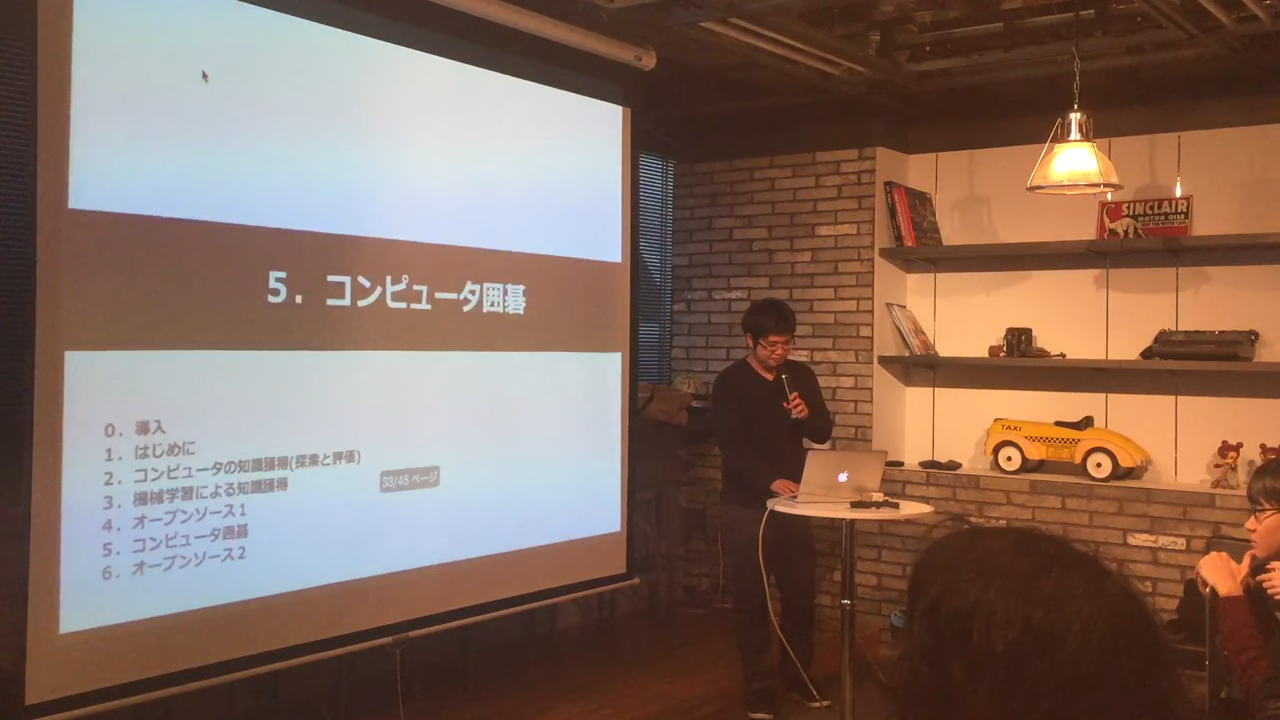 5. コンピュータ囲碁
0. 導入
1. はじめに
2. コンピュータの知識獲得(探索と評価)
3. 機械学習による知識獲得
4. オープンソース1
5. コンピュータ囲碁
6. オープンソース2
33/45 ページ
SINCLAIR
MOTOR OILS
TAXI